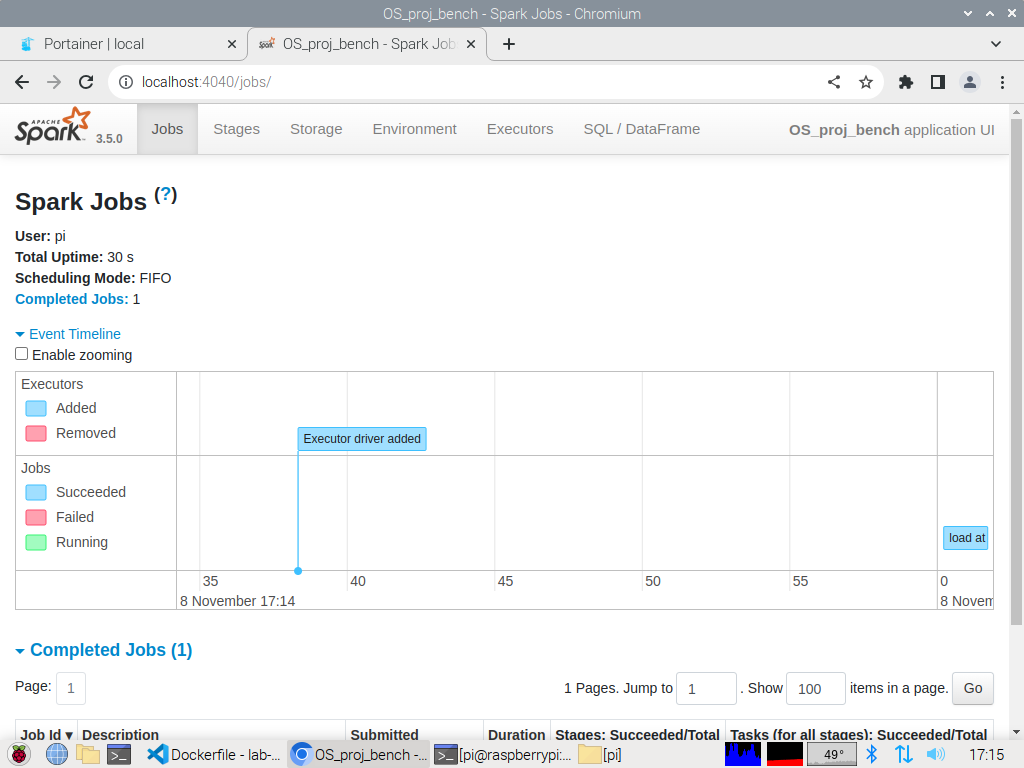 OS_proj_bench - Spark Jobs - Chromium
Portainer | local
OS_proj_bench - Spark Job
localhost:4040/jobs/
APACHE Spark 3.5.0
Jobs Stages Storage Environment Executors SQL / DataFrame OS_proj_bench application UI
Spark Jobs (?)
User: pi
Total Uptime: 30 s
Scheduling Mode: FIFO
Completed Jobs: 1
Event Timeline
Enable zooming
Executors
Added
Removed
Executor driver added
Jobs
Succeeded
Failed
Running
load at
35 40 45 50 55 0
8 November 17:14 8 Novem
Completed Jobs (1)
Page: 1 1 Pages. Jump to 1 . Show 100 items in a page. Go
Job Id ▾ Description Submitted Duration Stages: Succeeded/Total Tasks (for all stages): Succeeded/Total
Dockerfile - lab-... OS_proj_bench -... [pi@raspberrypi:... [pi] 49° 17:15